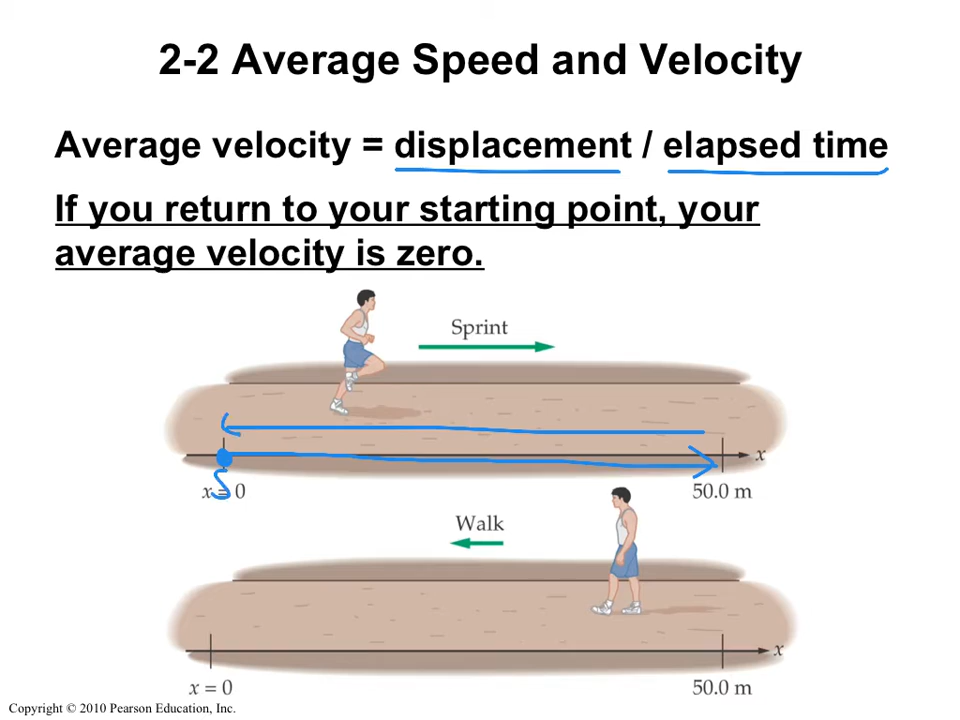 2-2 Average Speed and Velocity
Average velocity = displacement / elapsed time
If you return to your starting point, your
average velocity is zero.
Sprint
x
x = 0
50.0 m
Walk
x
x = 0
50.0 m
Copyright © 2010 Pearson Education, Inc.